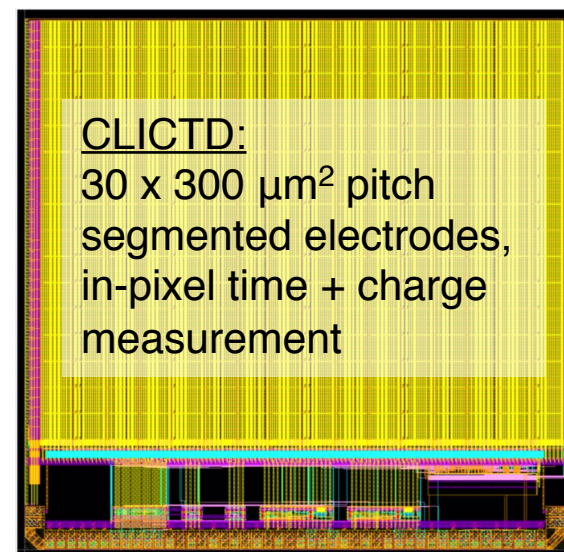 CLICTD:
30 x 300 µm² pitch
segmented electrodes,
in-pixel time + charge
measurement